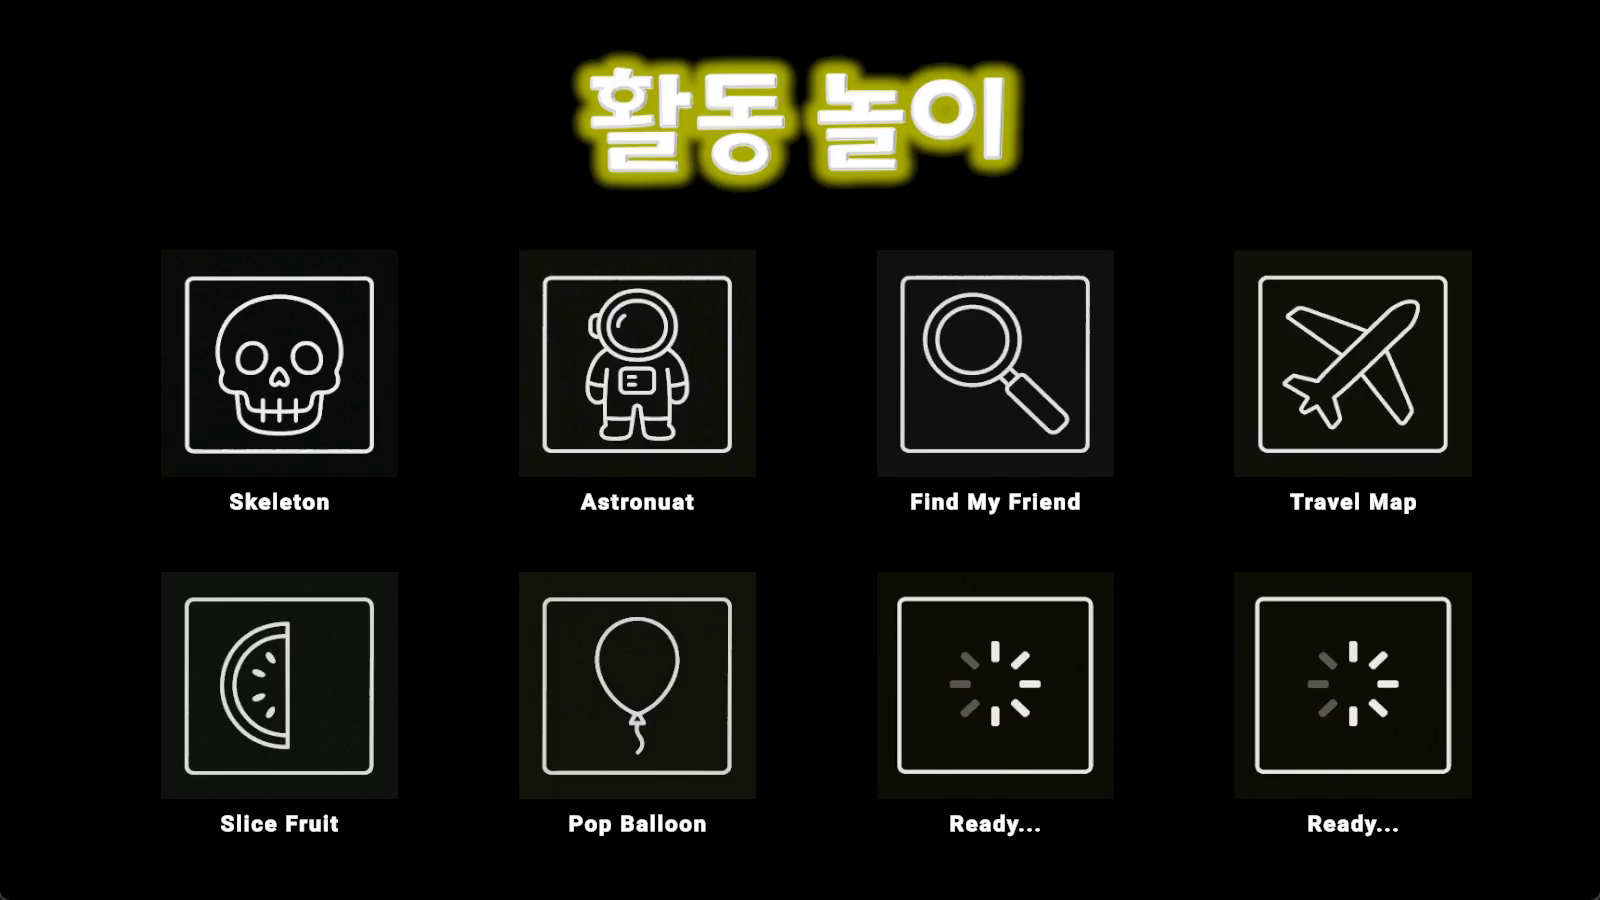 활동 놀이
Skeleton
Astronuat
Find My Friend
Travel Map
Slice Fruit
Pop Balloon
Ready...
Ready...